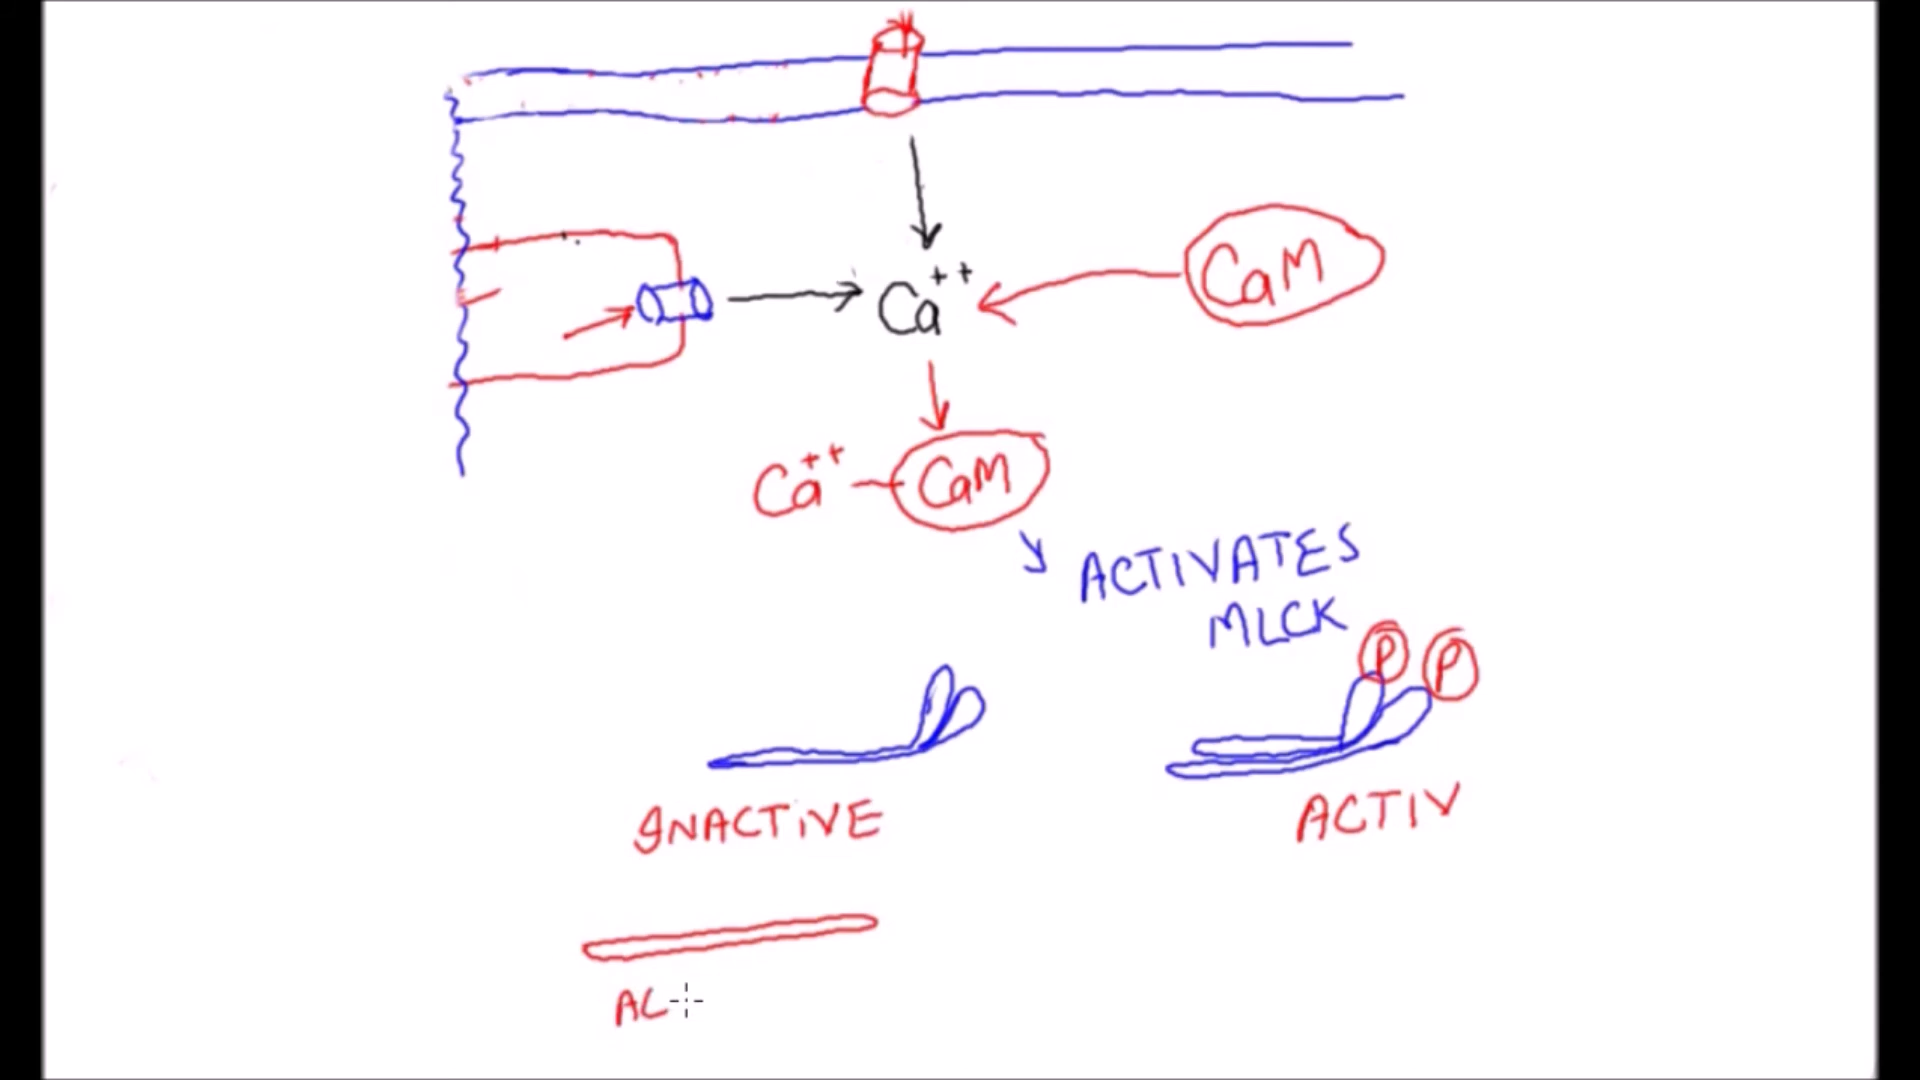 Ca++
CaM
Ca++ CaM
ACTIVATES
MLCK
P P
INACTIVE
ACTIV
AC